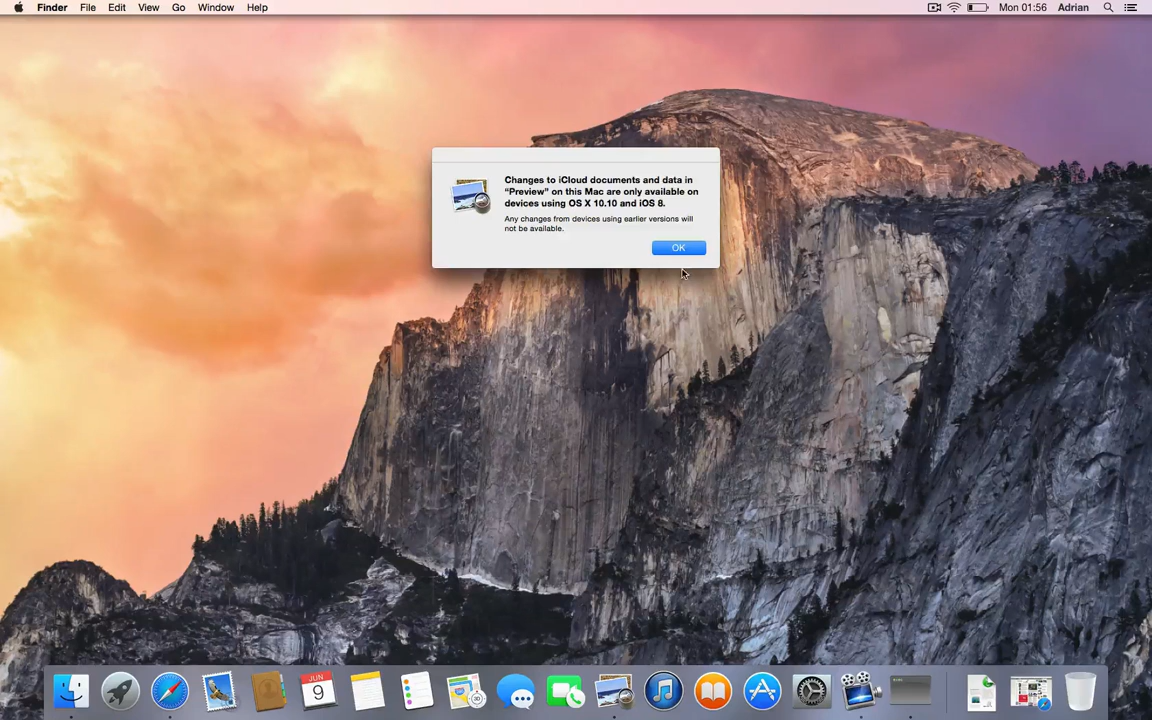 Finder File Edit View Go Window Help Mon 01:56 Adrian
Changes to iCloud documents and data in
“Preview” on this Mac are only available on
devices using OS X 10.10 and iOS 8.
Any changes from devices using earlier versions will
not be available.
OK
JUN
9